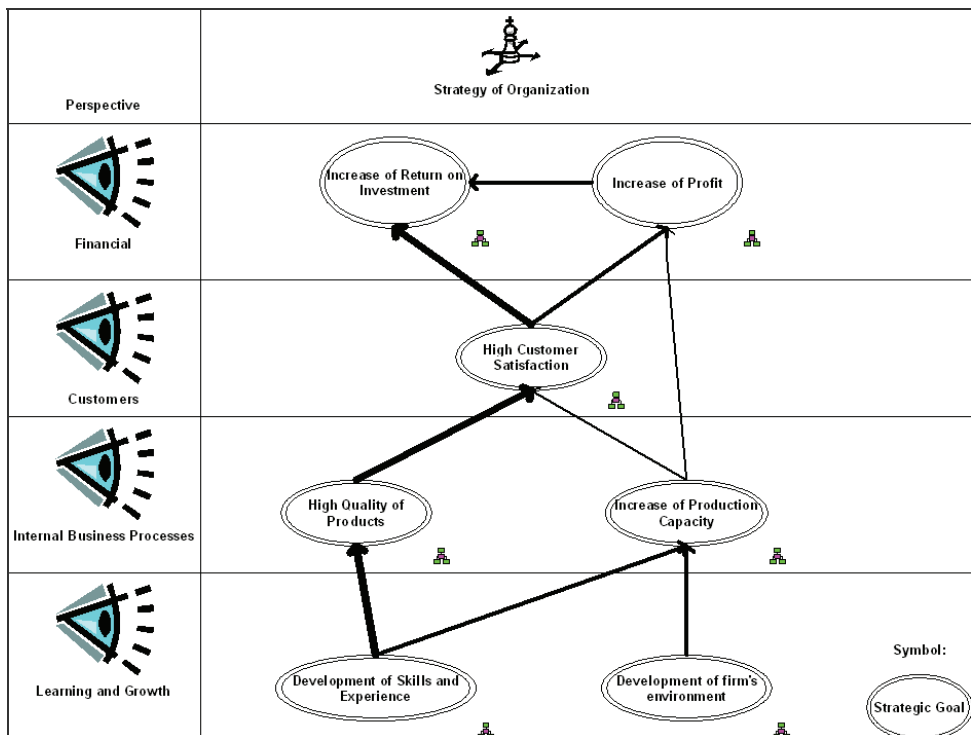 Strategy of Organization
Perspective
Increase of Return on
Investment
Increase of Profit
Financial
High Customer
Satisfaction
Customers
High Quality of
Products
Increase of Production
Capacity
Internal Business Processes
Symbol:
Development of Skills and
Experience
Development of firm's
environment
Learning and Growth
Strategic Goal